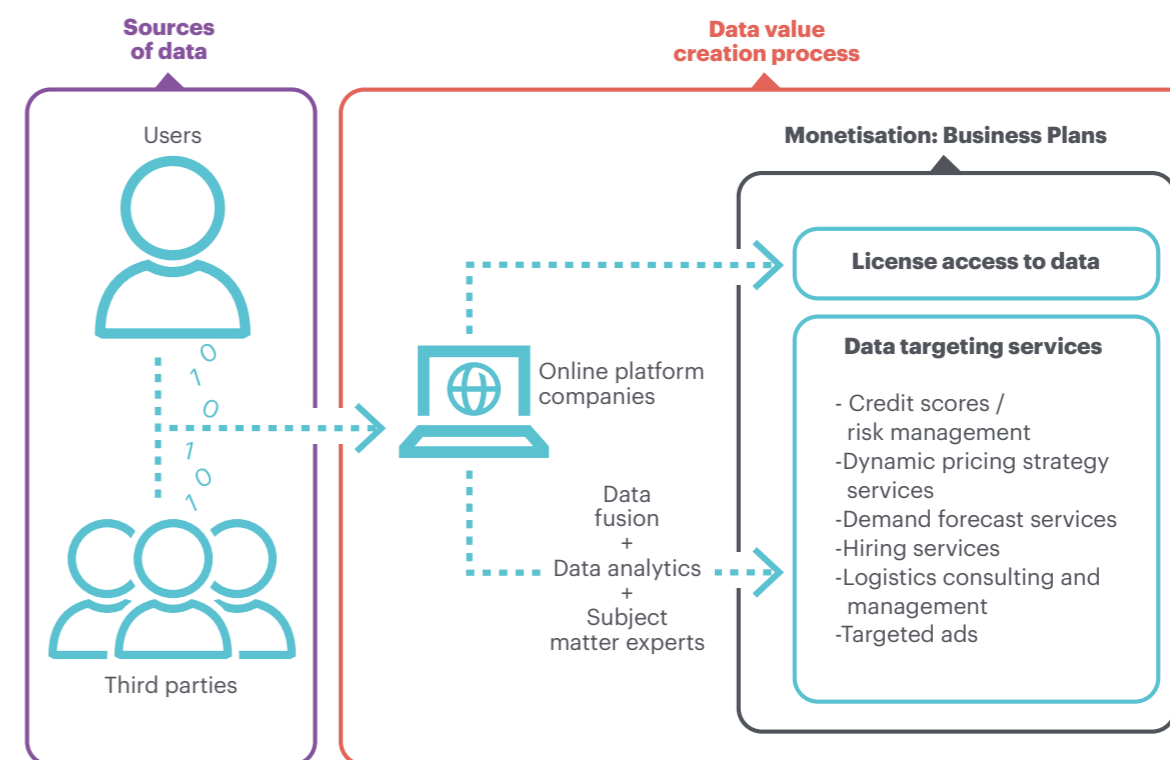 Sources
of data
Users
0
1
0
1
0
1
Third parties
Data value
creation process
Online platform
companies
Data
fusion
+
Data analytics
+
Subject
matter experts
Monetisation: Business Plans
License access to data
Data targeting services
- Credit scores /
risk management
-Dynamic pricing strategy
services
-Demand forecast services
-Hiring services
-Logistics consulting and
management
-Targeted ads